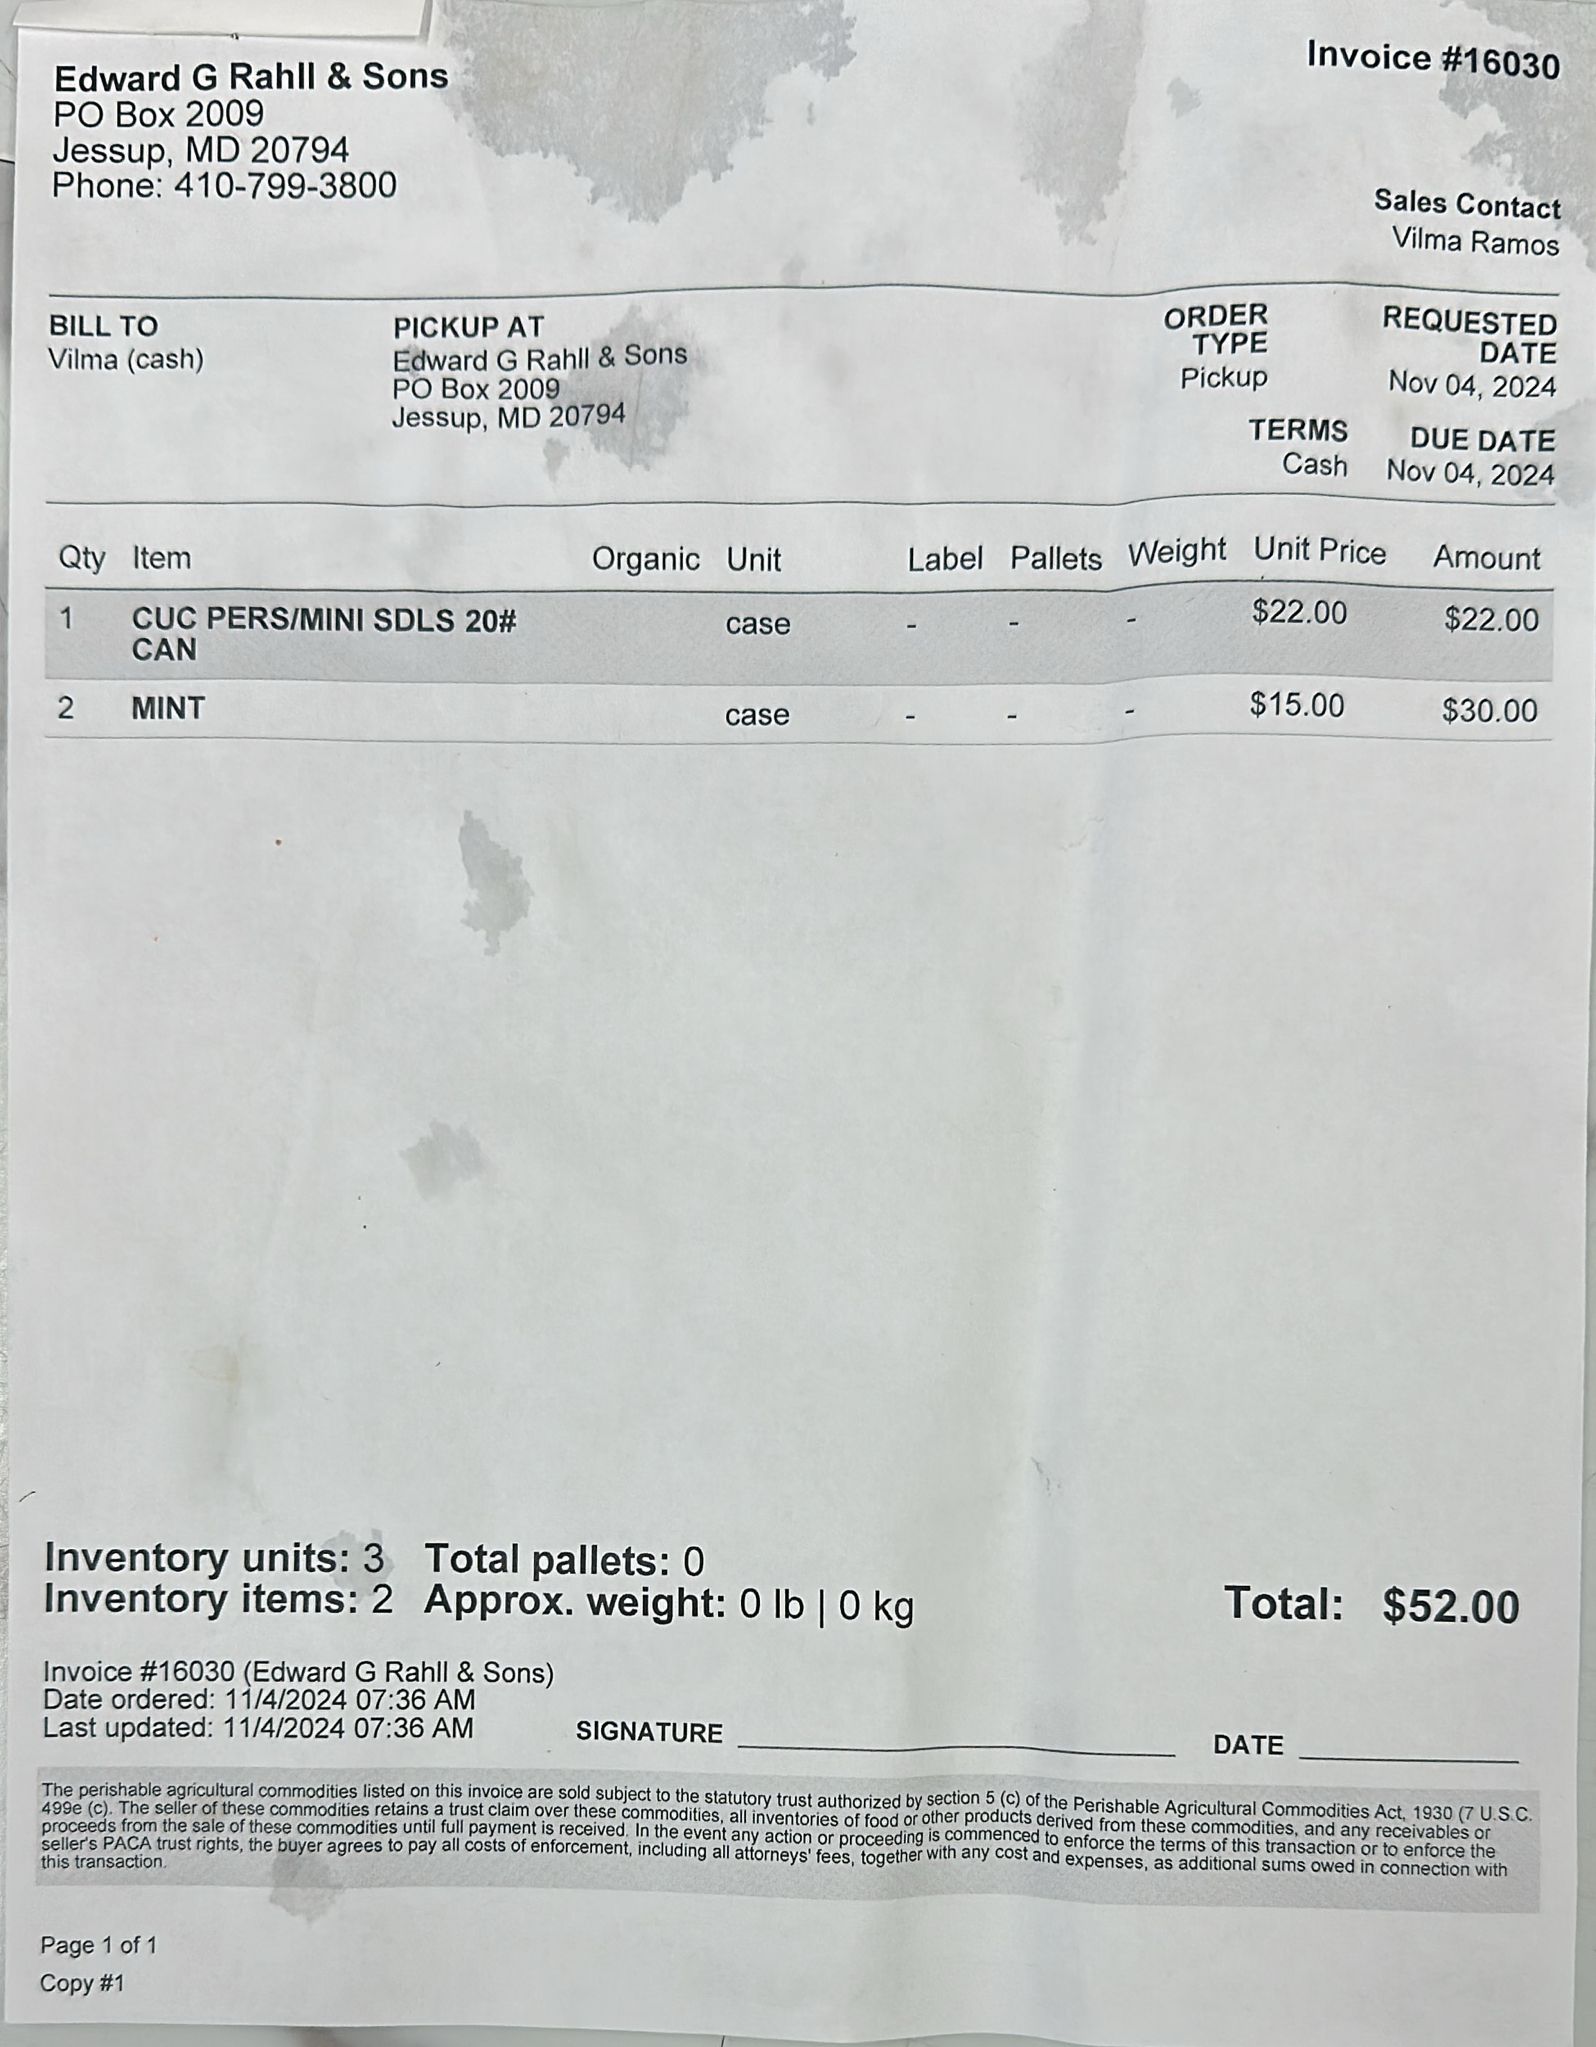 Edward G Rahll & Sons
PO Box 2009
Jessup, MD 20794
Phone: 410-799-3800
Invoice #16030
Sales Contact
Vilma Ramos
BILL TO
Vilma (cash)
PICKUP AT
Edward G Rahll & Sons
PO Box 2009
Jessup, MD 20794
ORDER
TYPE
Pickup
REQUESTED
DATE
Nov 04, 2024
TERMS
Cash
DUE DATE
Nov 04, 2024
Qty Item Organic Unit Label Pallets Weight Unit Price Amount
1 CUC PERS/MINI SDLS 20# case - - - $22.00 $22.00
CAN
2 MINT case - - - $15.00 $30.00
Inventory units: 3 Total pallets: 0
Inventory items: 2 Approx. weight: 0 lb | 0 kg
Total: $52.00
Invoice #16030 (Edward G Rahll & Sons)
Date ordered: 11/4/2024 07:36 AM
Last updated: 11/4/2024 07:36 AM
SIGNATURE
DATE
The perishable agricultural commodities listed on this invoice are sold subject to the statutory trust authorized by section 5 (c) of the Perishable Agricultural Commodities Act, 1930 (7 U.S.C.
499e (c). The seller of these commodities retains a trust claim over these commodities, all inventories of food or other products derived from these commodities, and any receivables or
proceeds from the sale of these commodities until full payment is received. In the event any action or proceeding is commenced to enforce the terms of this transaction or to enforce the
seller's PACA trust rights, the buyer agrees to pay all costs of enforcement, including all attorneys' fees, together with any cost and expenses, as additional sums owed in connection with
this transaction.
Page 1 of 1
Copy #1